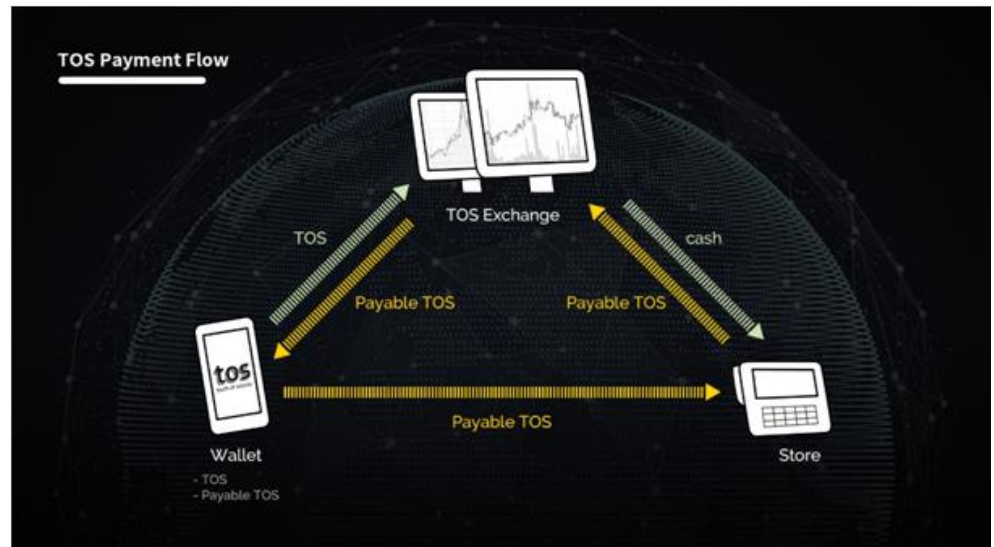 TOS Payment Flow
TOS Exchange
TOS
cash
Payable TOS
Payable TOS
tos
Payable TOS
Wallet
Store
- TOS
- Payable TOS